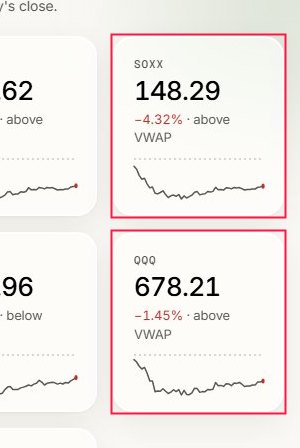 y's close.
SOXX
.62
148.29
· above
−4.32% · above
VWAP
QQQ
.96
678.21
· below
−1.45% · above
VWAP